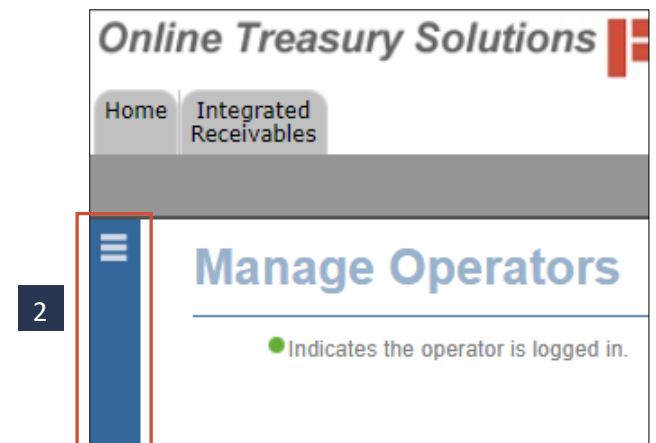 Online Treasury Solutions
Home
Integrated
Receivables
Manage Operators
2
Indicates the operator is logged in.